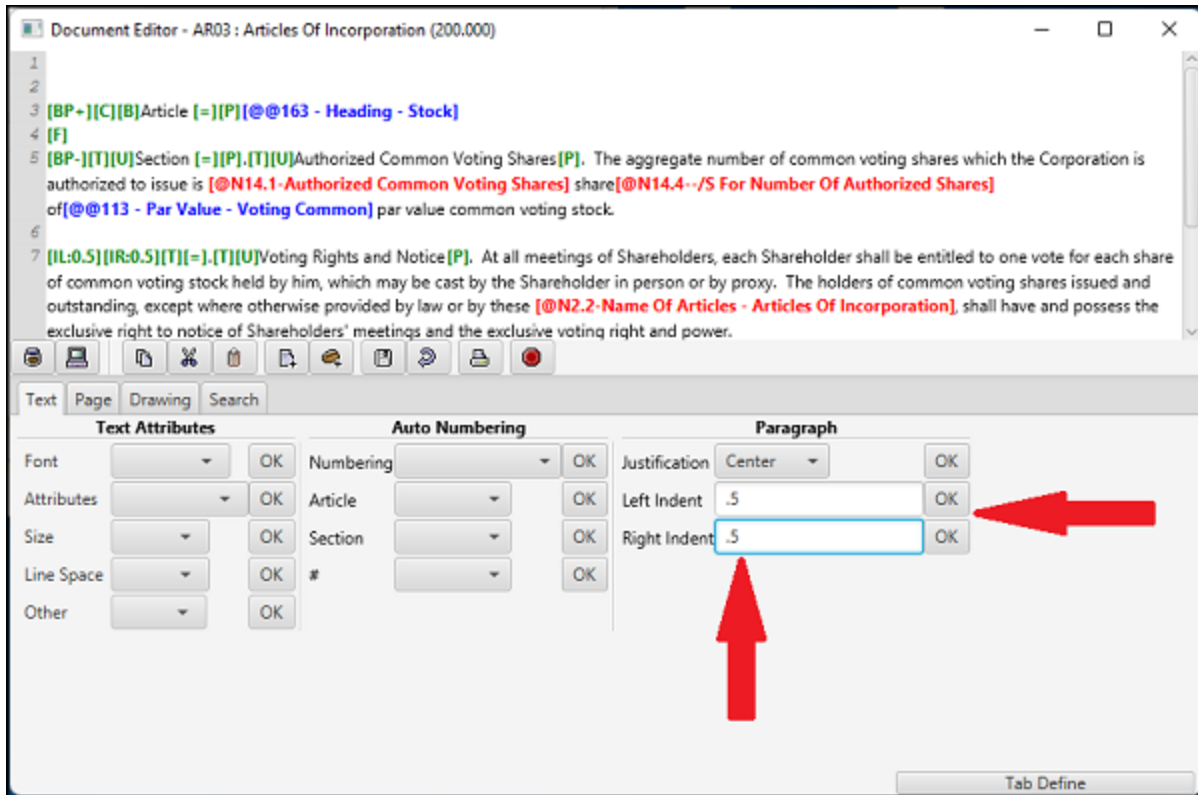 Document Editor - AR03 : Articles Of Incorporation (200.000)
1
2
3 [BP+][C][B]Article [=][P][@@163 - Heading - Stock]
4 [F]
5 [BP-][T][U]Section [=][P].[T][U]Authorized Common Voting Shares[P].  The aggregate number of common voting shares which the Corporation is
authorized to issue is [@N14.1-Authorized Common Voting Shares] share[@N14.4--/S For Number Of Authorized Shares]
of[@@113 - Par Value - Voting Common] par value common voting stock.
6
7 [IL:0.5][IR:0.5][T][=].[T][U]Voting Rights and Notice[P].  At all meetings of Shareholders, each Shareholder shall be entitled to one vote for each share
of common voting stock held by him, which may be cast by the Shareholder in person or by proxy.  The holders of common voting shares issued and
outstanding, except where otherwise provided by law or by these [@N2.2-Name Of Articles - Articles Of Incorporation], shall have and possess the
exclusive right to notice of Shareholders' meetings and the exclusive voting right and power.
Text Page Drawing Search
Text Attributes Auto Numbering Paragraph
Font OK Numbering OK Justification Center OK
Attributes OK Article OK Left Indent .5 OK
Size OK Section OK Right Indent .5 OK
Line Space OK # OK
Other OK
Tab Define